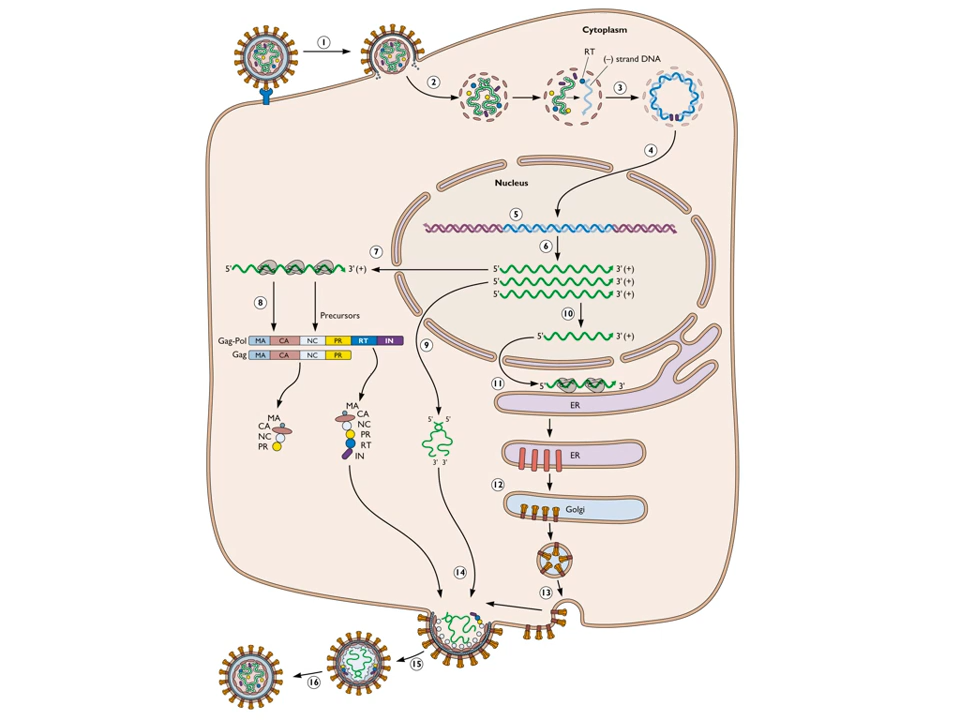 Cytoplasm
1
RT
(–) strand DNA
2
3
4
Nucleus
5
6
7
5' 3' (+)
5' 3' (+)
5' 3' (+)
5' 3' (+)
8
Precursors
10
5' 3' (+)
Gag-Pol MA CA NC PR RT IN
Gag MA CA NC PR
9
11
5' 3'
ER
MA
CA
NC
PR
MA
CA
NC
PR
RT
IN
5' 5'
3' 3'
ER
12
Golgi
14
13
15
16